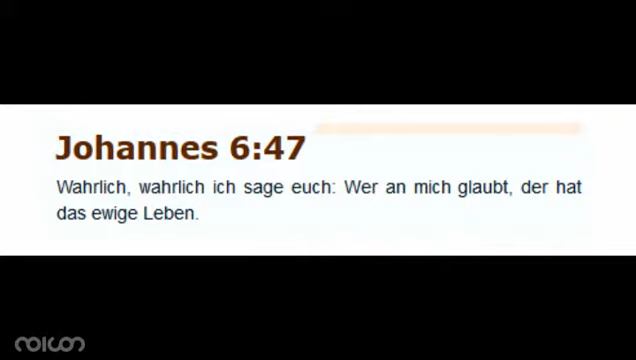 Johannes 6:47
Wahrlich, wahrlich ich sage euch: Wer an mich glaubt, der hat
das ewige Leben.